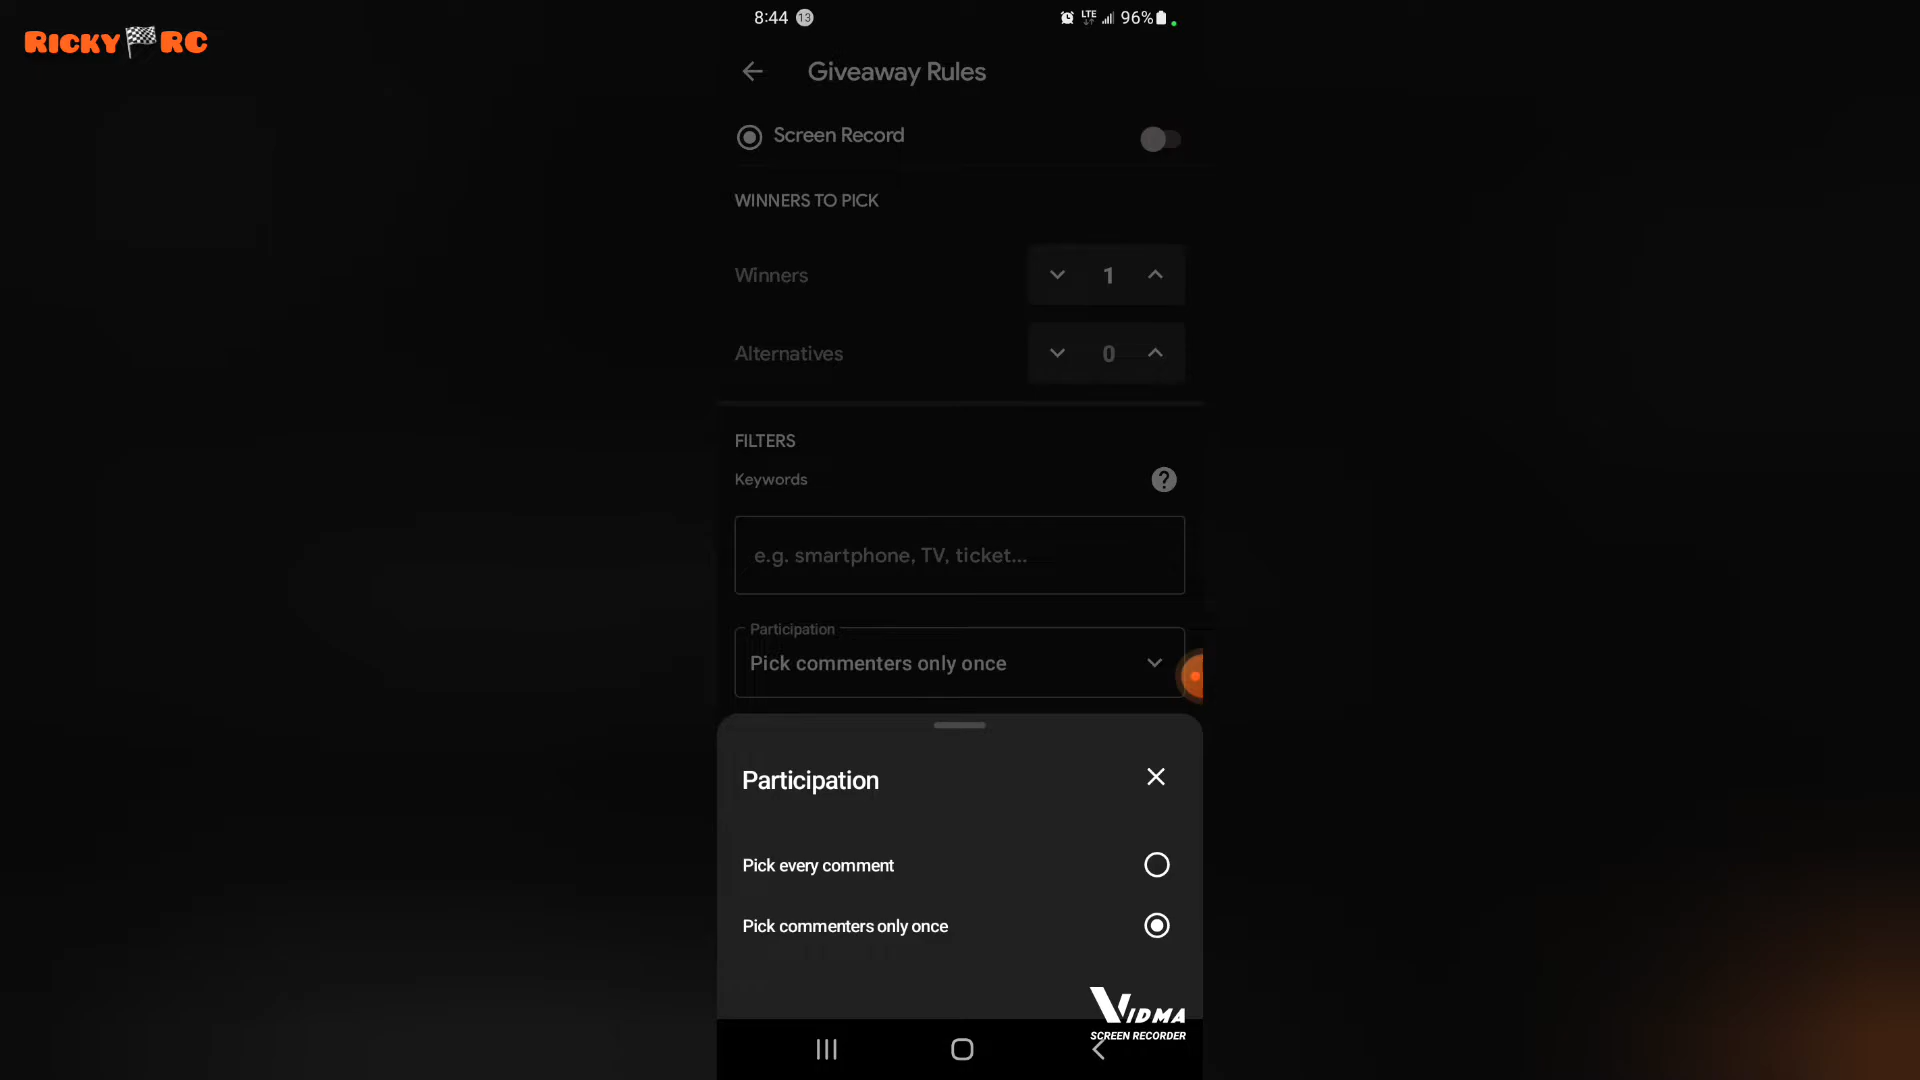 RICKY RC
8:44 13
LTE 96%
Giveaway Rules
Screen Record
WINNERS TO PICK
Winners
1
Alternatives
0
FILTERS
Keywords
?
e.g. smartphone, TV, ticket...
Participation
Pick commenters only once
Participation
Pick every comment
Pick commenters only once
VIDMA
SCREEN RECORDER